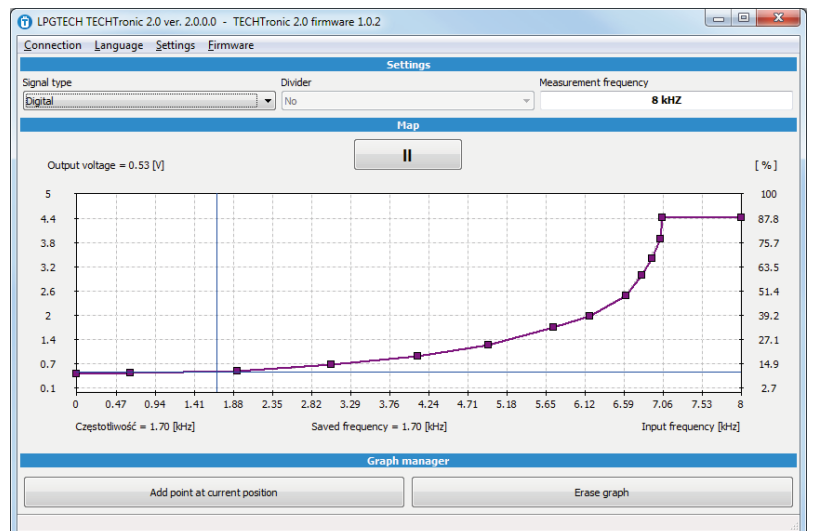 LPGTECH TECHTronic 2.0 ver. 2.0.0.0 - TECHTronic 2.0 firmware 1.0.2
Connection Language Settings Firmware
Settings
Signal type Divider Measurement frequency
Digital No 8 kHZ
Map
Output voltage = 0.53 [V] [ % ]
5 100
4.4 87.8
3.8 75.7
3.2 63.5
2.6 51.4
2 39.2
1.4 27.1
0.7 14.9
0.1 2.7
0 0.47 0.94 1.41 1.88 2.35 2.82 3.29 3.76 4.24 4.71 5.18 5.65 6.12 6.59 7.06 7.53 8
Częstotliwość = 1.70 [kHz] Saved frequency = 1.70 [kHz] Input frequency [kHz]
Graph manager
Add point at current position Erase graph